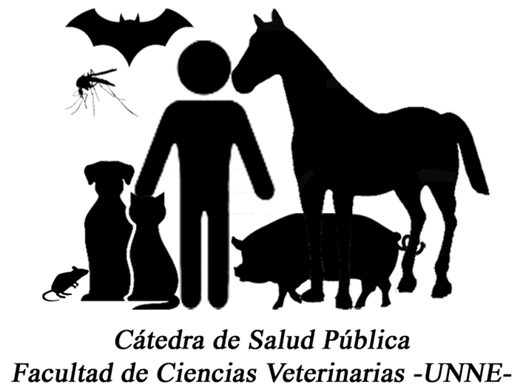 Cátedra de Salud Pública
Facultad de Ciencias Veterinarias -UNNE-